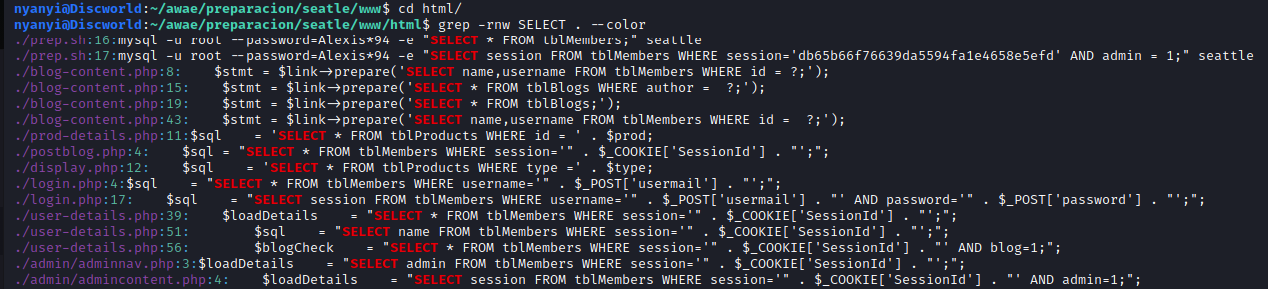 nyanyi@Discworld:~/awae/preparacion/seatle/www$ cd html/
nyanyi@Discworld:~/awae/preparacion/seatle/www/html$ grep -rnw SELECT . --color
./prep.sh:16:mysql -u root --password=Alexis*94 -e "SELECT * FROM tblMembers;" seattle
./prep.sh:17:mysql -u root --password=Alexis*94 -e "SELECT session FROM tblMembers WHERE session='db65b66f76639da5594fa1e4658e5efd' AND admin = 1;" seattle
./blog-content.php:8:    $stmt = $link->prepare('SELECT name,username FROM tblMembers WHERE id = ?;');
./blog-content.php:15:    $stmt = $link->prepare('SELECT * FROM tblBlogs WHERE author =  ?;');
./blog-content.php:19:    $stmt = $link->prepare('SELECT * FROM tblBlogs;');
./blog-content.php:43:    $stmt = $link->prepare('SELECT name,username FROM tblMembers WHERE id =  ?;');
./prod-details.php:11:$sql    = 'SELECT * FROM tblProducts WHERE id = ' . $prod;
./postblog.php:4:    $sql = "SELECT * FROM tblMembers WHERE session='" . $_COOKIE['SessionId'] . "';";
./display.php:12:    $sql    = 'SELECT * FROM tblProducts WHERE type =' . $type;
./login.php:4:$sql    = "SELECT * FROM tblMembers WHERE username='" . $_POST['usermail'] . "';";
./login.php:17:    $sql    = "SELECT session FROM tblMembers WHERE username='" . $_POST['usermail'] . "' AND password='" . $_POST['password'] . "';";
./user-details.php:39:    $loadDetails    = "SELECT * FROM tblMembers WHERE session='" . $_COOKIE['SessionId'] . "';";
./user-details.php:51:        $sql    = "SELECT name FROM tblMembers WHERE session='" . $_COOKIE['SessionId'] . "';";
./user-details.php:56:        $blogCheck    = "SELECT * FROM tblMembers WHERE session='" . $_COOKIE['SessionId'] . "' AND blog=1;";
./admin/adminnav.php:3:$loadDetails    = "SELECT admin FROM tblMembers WHERE session='" . $_COOKIE['SessionId'] . "';";
./admin/admincontent.php:4:    $loadDetails    = "SELECT session FROM tblMembers WHERE session='" . $_COOKIE['SessionId'] . "' AND admin=1;";